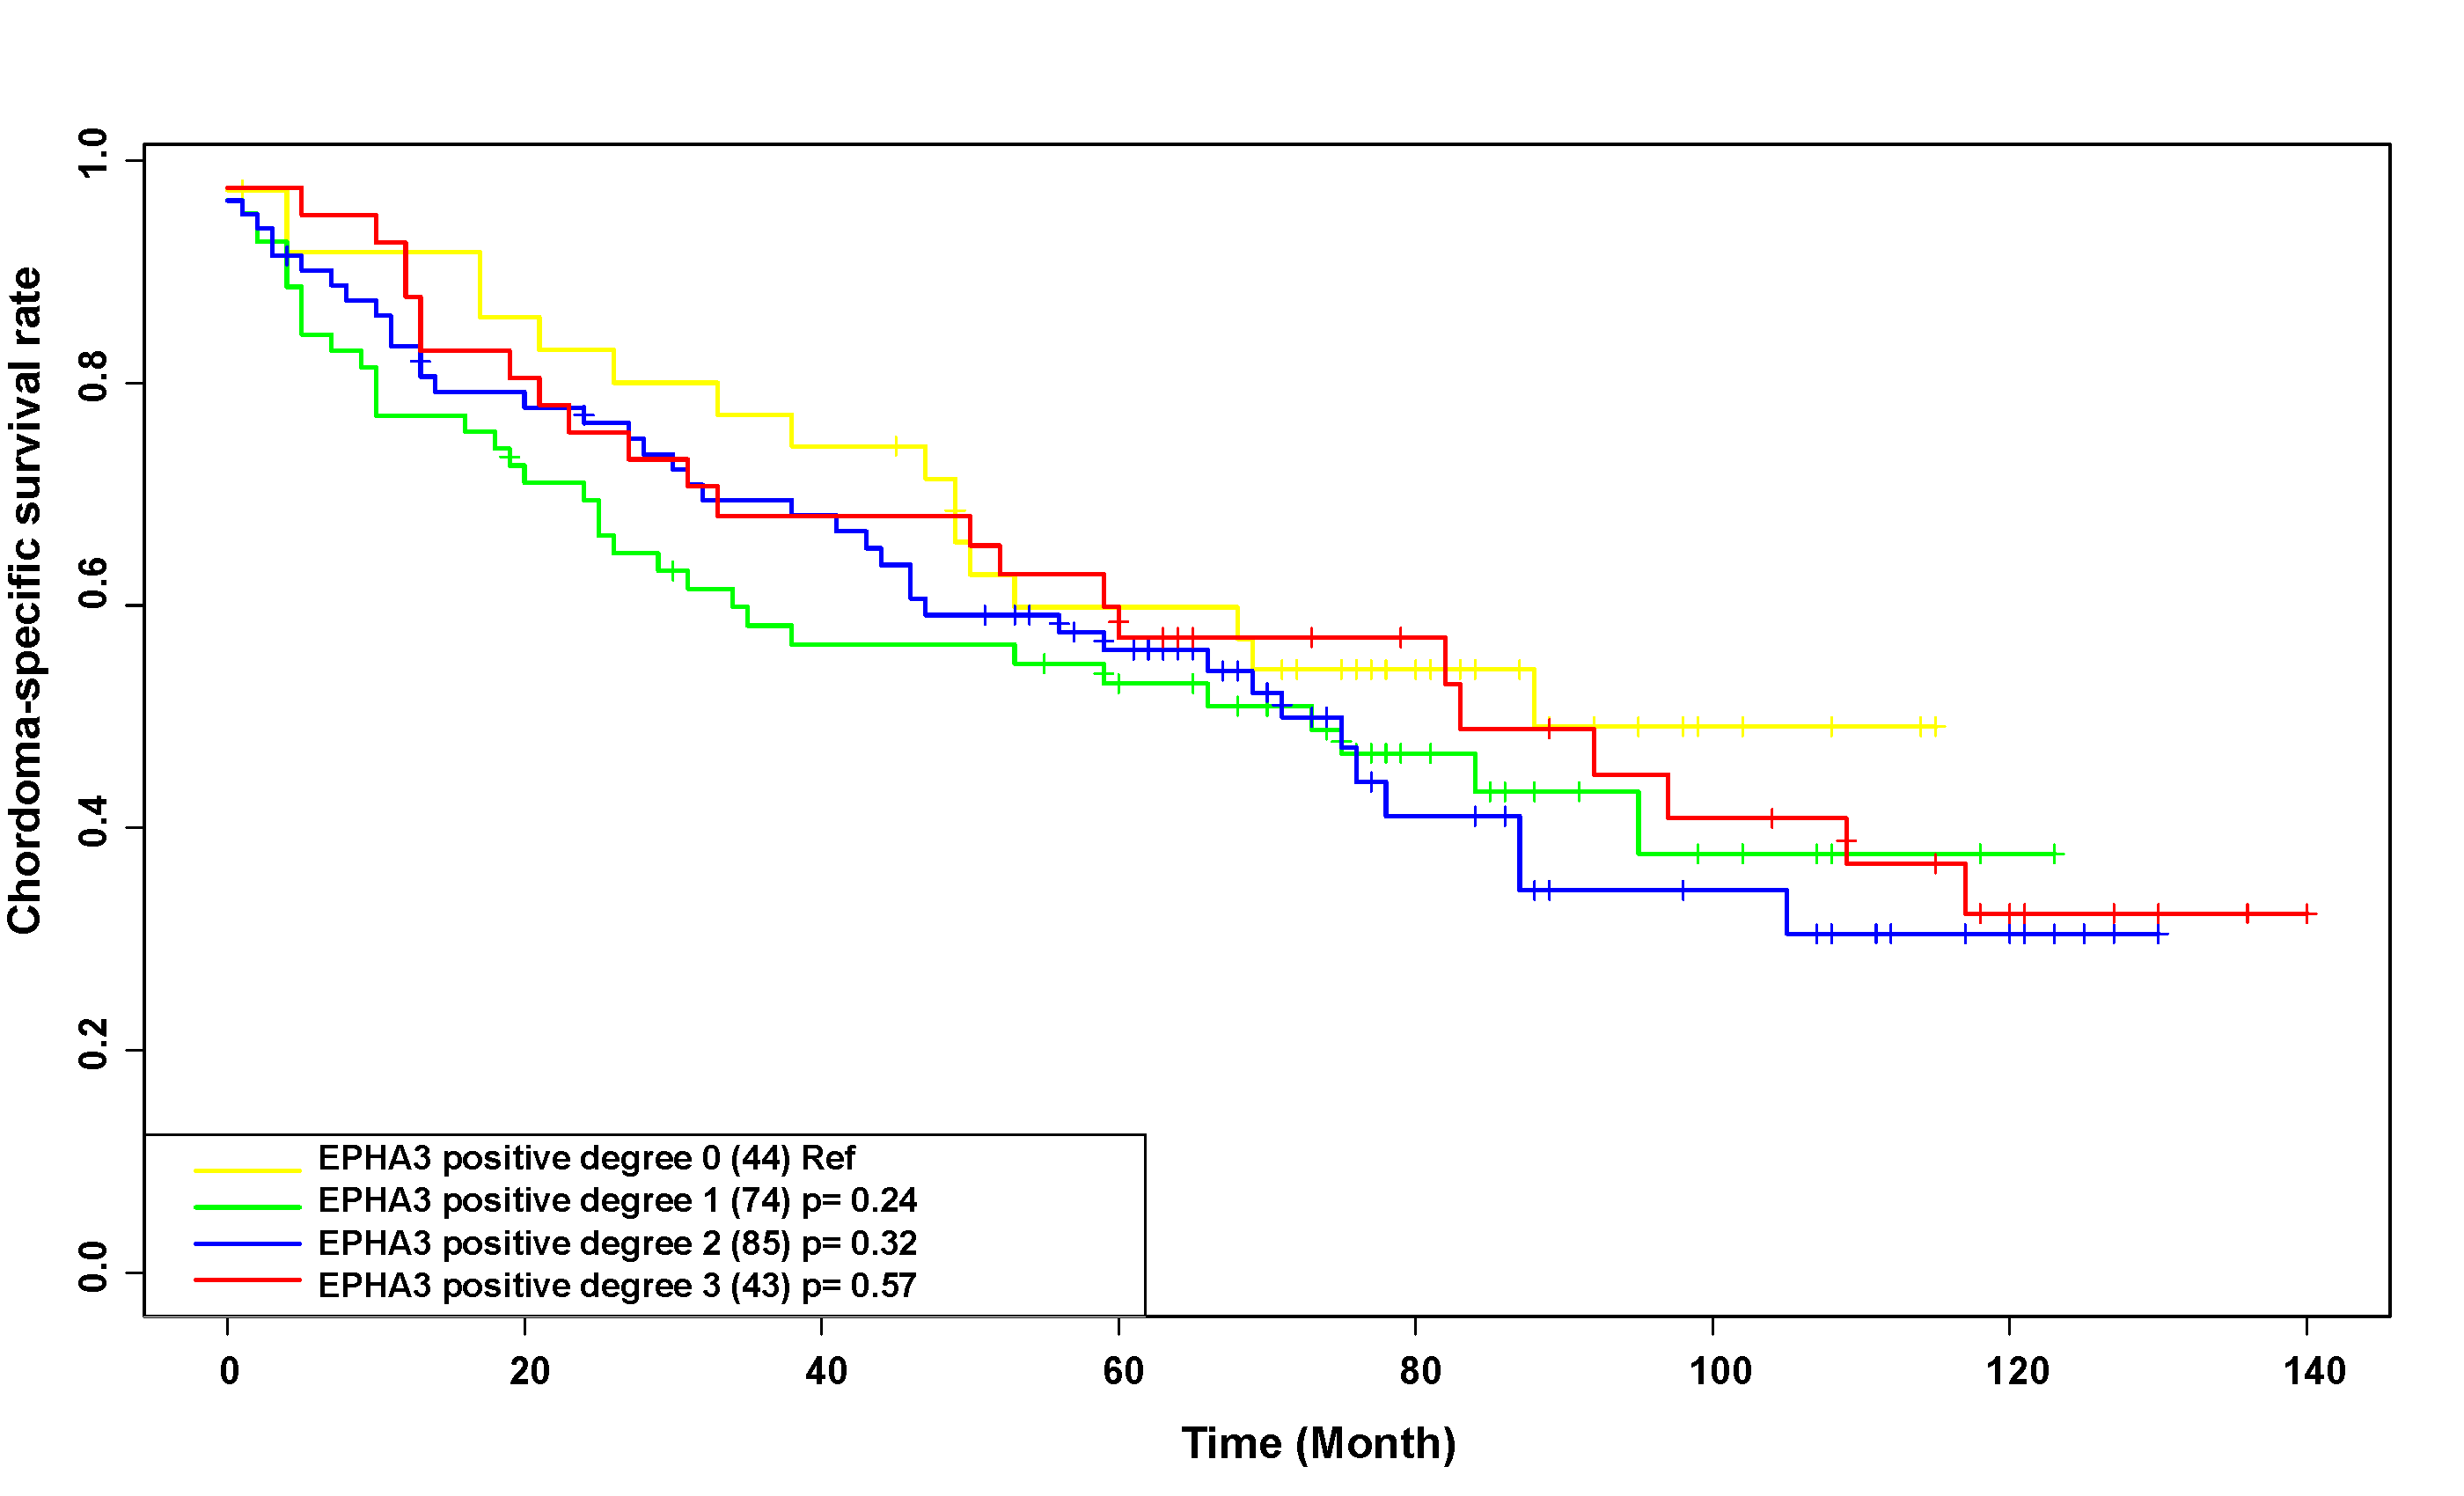 Chordoma-specific survival rate
1.0
0.8
0.6
0.4
0.2
0.0
EPHA3 positive degree 0 (44) Ref
EPHA3 positive degree 1 (74) p= 0.24
EPHA3 positive degree 2 (85) p= 0.32
EPHA3 positive degree 3 (43) p= 0.57
0 20 40 60 80 100 120 140
Time (Month)